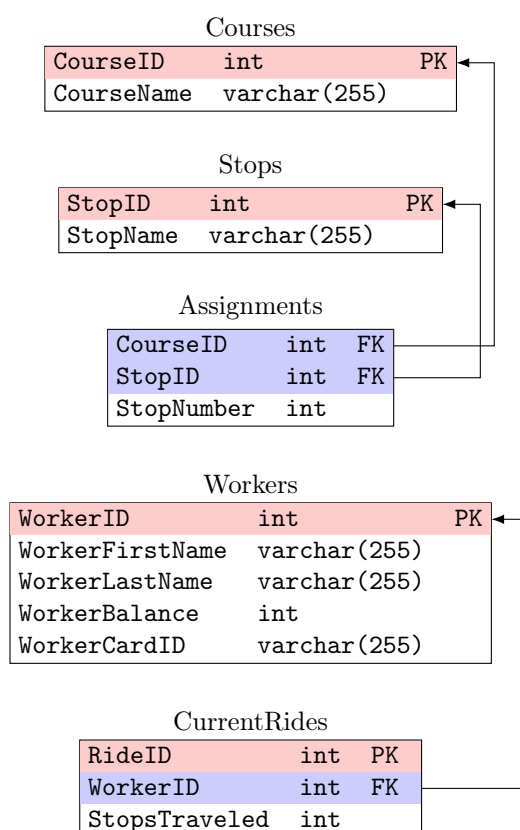 Courses
CourseID int PK
CourseName varchar(255)
Stops
StopID int PK
StopName varchar(255)
Assignments
CourseID int FK
StopID int FK
StopNumber int
Workers
WorkerID int PK
WorkerFirstName varchar(255)
WorkerLastName varchar(255)
WorkerBalance int
WorkerCardID varchar(255)
CurrentRides
RideID int PK
WorkerID int FK
StopsTraveled int